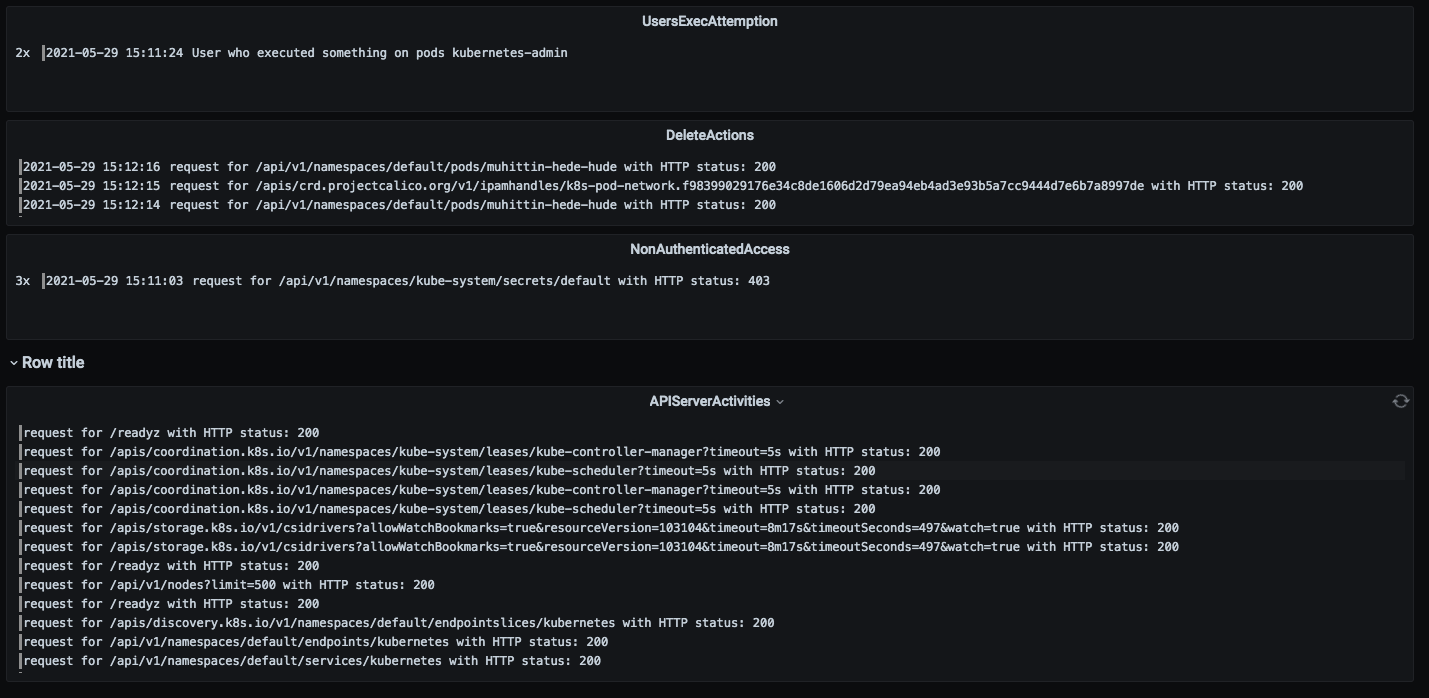 UsersExecAttemption
2x 2021-05-29 15:11:24 User who executed something on pods kubernetes-admin
DeleteActions
2021-05-29 15:12:16 request for /api/v1/namespaces/default/pods/muhittin-hede-hude with HTTP status: 200
2021-05-29 15:12:15 request for /apis/crd.projectcalico.org/v1/ipamhandles/k8s-pod-network.f98399029176e34c8de1606d2d79ea94eb4ad3e93b5a7cc9444d7e6b7a8997de with HTTP status: 200
2021-05-29 15:12:14 request for /api/v1/namespaces/default/pods/muhittin-hede-hude with HTTP status: 200
NonAuthenticatedAccess
3x 2021-05-29 15:11:03 request for /api/v1/namespaces/kube-system/secrets/default with HTTP status: 403
Row title
APIServerActivities
request for /readyz with HTTP status: 200
request for /apis/coordination.k8s.io/v1/namespaces/kube-system/leases/kube-controller-manager?timeout=5s with HTTP status: 200
request for /apis/coordination.k8s.io/v1/namespaces/kube-system/leases/kube-scheduler?timeout=5s with HTTP status: 200
request for /apis/coordination.k8s.io/v1/namespaces/kube-system/leases/kube-controller-manager?timeout=5s with HTTP status: 200
request for /apis/coordination.k8s.io/v1/namespaces/kube-system/leases/kube-scheduler?timeout=5s with HTTP status: 200
request for /apis/storage.k8s.io/v1/csidrivers?allowWatchBookmarks=true&resourceVersion=103104&timeout=8m17s&timeoutSeconds=497&watch=true with HTTP status: 200
request for /apis/storage.k8s.io/v1/csidrivers?allowWatchBookmarks=true&resourceVersion=103104&timeout=8m17s&timeoutSeconds=497&watch=true with HTTP status: 200
request for /readyz with HTTP status: 200
request for /api/v1/nodes?limit=500 with HTTP status: 200
request for /readyz with HTTP status: 200
request for /apis/discovery.k8s.io/v1/namespaces/default/endpointslices/kubernetes with HTTP status: 200
request for /api/v1/namespaces/default/endpoints/kubernetes with HTTP status: 200
request for /api/v1/namespaces/default/services/kubernetes with HTTP status: 200